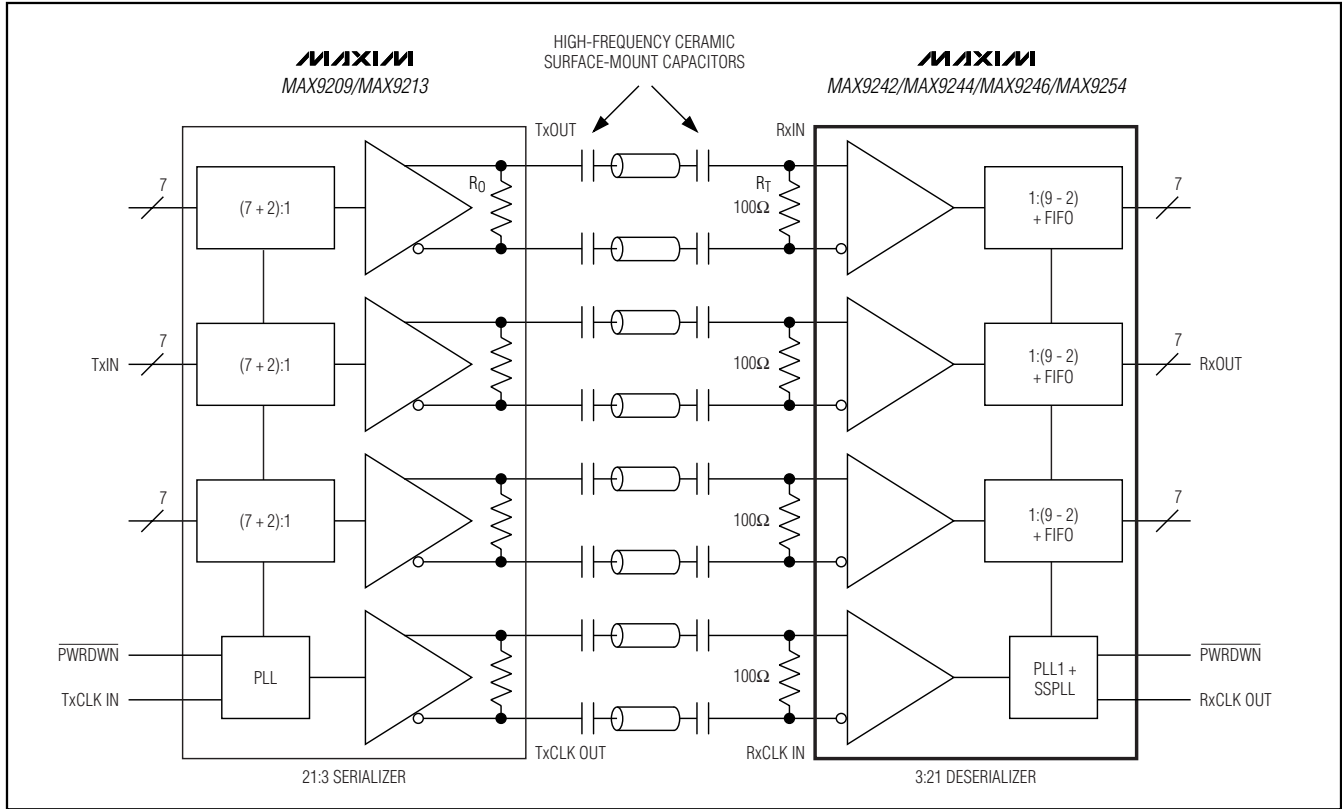 HIGH-FREQUENCY CERAMIC
SURFACE-MOUNT CAPACITORS
MAXIM
MAX9209/MAX9213
MAXIM
MAX9242/MAX9244/MAX9246/MAX9254
TxOUT
RxIN
7
(7 + 2):1
RO
RT
100Ω
1:(9 - 2)
+ FIFO
7
TxIN
7
(7 + 2):1
100Ω
1:(9 - 2)
+ FIFO
7
RxOUT
7
(7 + 2):1
100Ω
1:(9 - 2)
+ FIFO
7
PWRDWN
TxCLK IN
PLL
100Ω
PLL1 +
SSPLL
PWRDWN
RxCLK OUT
TxCLK OUT
RxCLK IN
21:3 SERIALIZER
3:21 DESERIALIZER